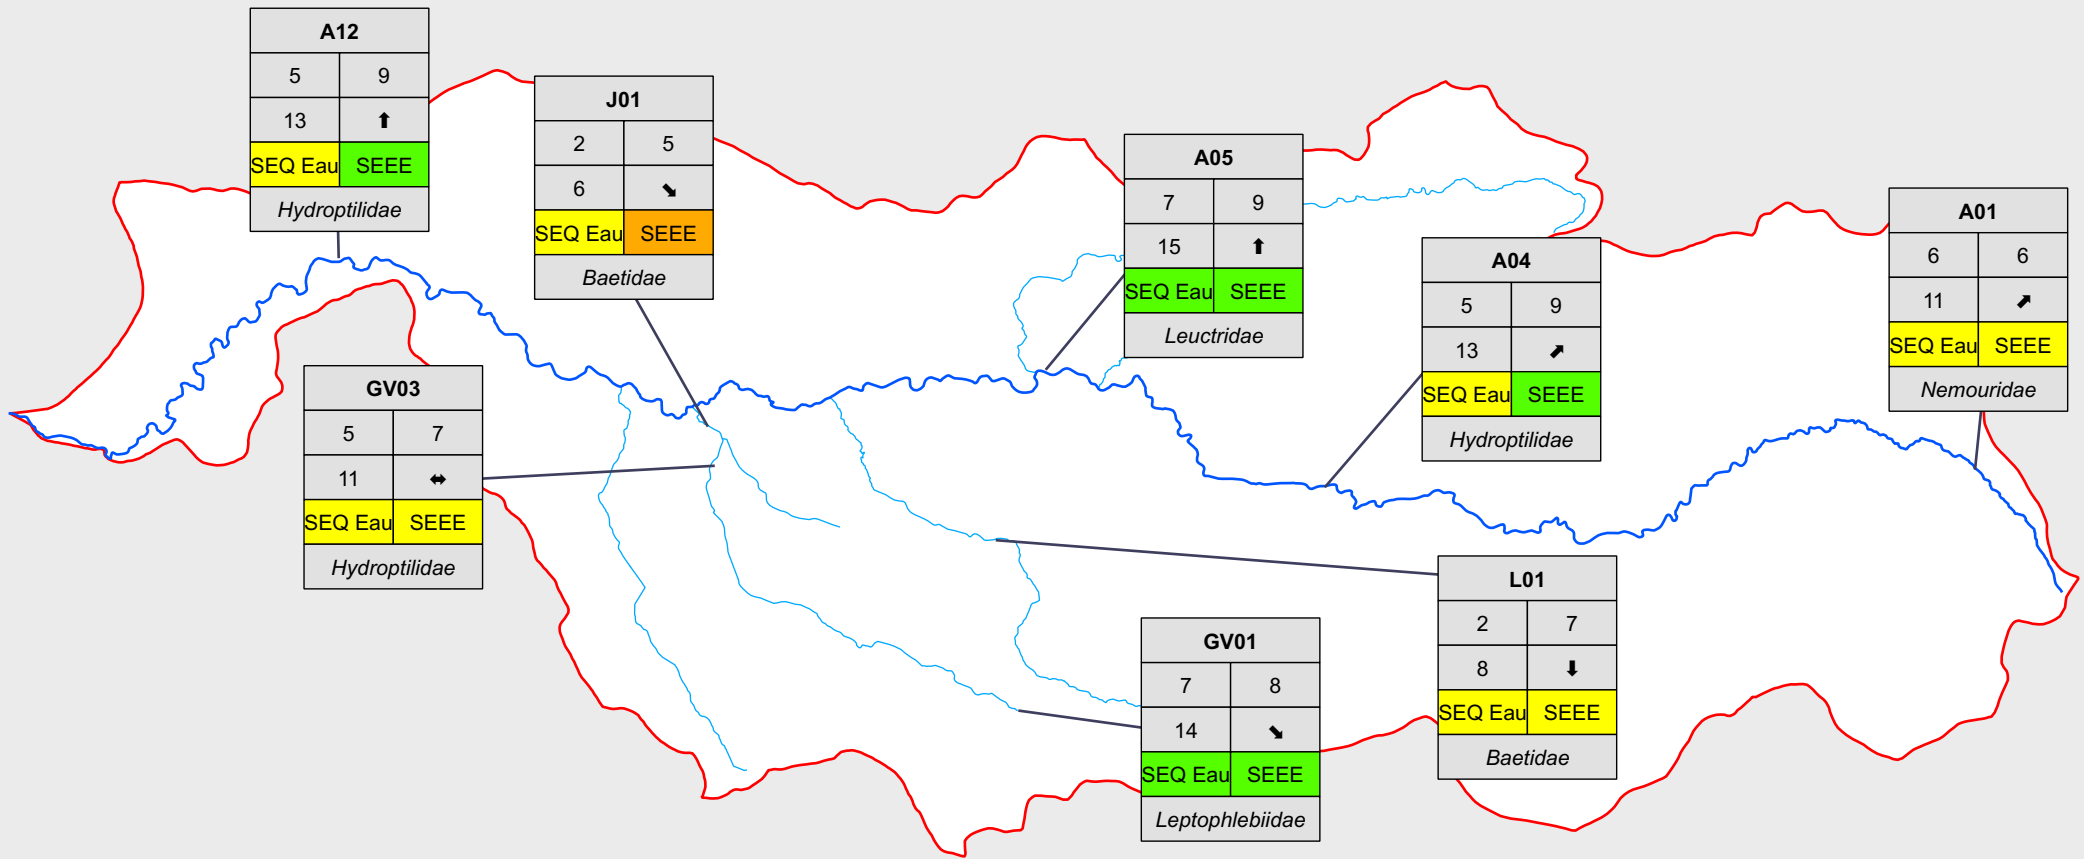 A12
5 9
13 ⬆
SEQ Eau SEEE
Hydroptilidae
J01
2 5
6 ⬊
SEQ Eau SEEE
Baetidae
A05
7 9
15 ⬆
SEQ Eau SEEE
Leuctridae
A01
6 6
11 ⬈
SEQ Eau SEEE
Nemouridae
A04
5 9
13 ⬈
SEQ Eau SEEE
Hydroptilidae
GV03
5 7
11 ⬌
SEQ Eau SEEE
Hydroptilidae
L01
2 7
8 ⬇
SEQ Eau SEEE
Baetidae
GV01
7 8
14 ⬊
SEQ Eau SEEE
Leptophlebiidae